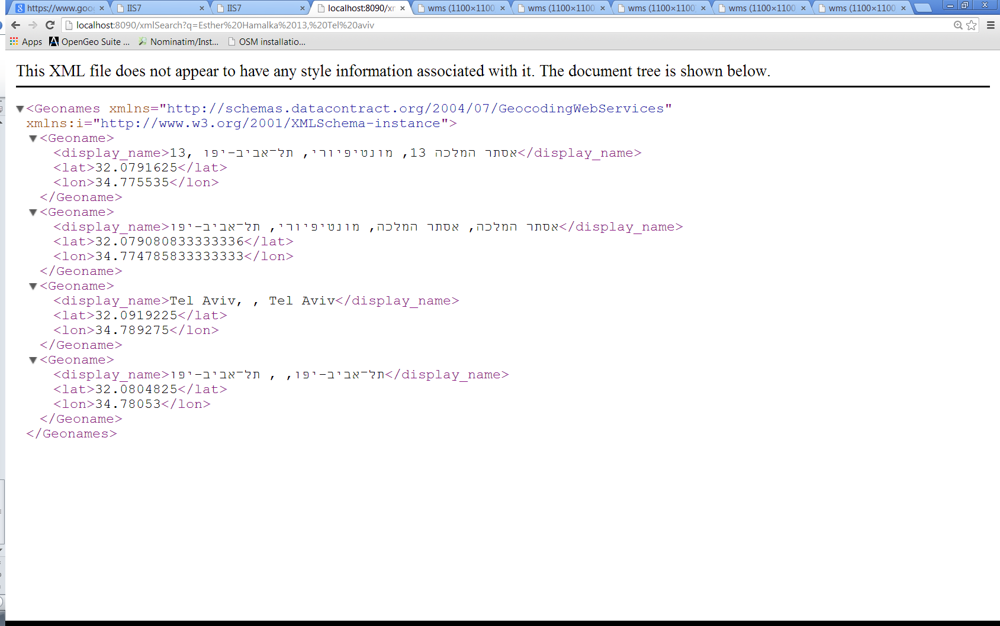 https://www.goo
IIS7
IIS7
localhost:8090/xr
wms (1100×1100
wms (1100×1100
wms (1100×1100
wms (1100×1100
wms (1100×1100
localhost:8090/xmlSearch?q=Esther%20Hamalka%2013,%20Tel%20aviv
Apps OpenGeo Suite ... Nominatim/Inst... OSM installatio...
This XML file does not appear to have any style information associated with it. The document tree is shown below.
<Geonames xmlns="http://schemas.datacontract.org/2004/07/GeocodingWebServices"
xmlns:i="http://www.w3.org/2001/XMLSchema-instance">
<Geoname>
<display_name>13, אסתר המלכה 13, מונטיפיורי, תל־אביב-יפו</display_name>
<lat>32.0791625</lat>
<lon>34.775535</lon>
</Geoname>
<Geoname>
<display_name>אסתר המלכה, אסתר המלכה, מונטיפיורי, תל־אביב-יפו</display_name>
<lat>32.079080833333336</lat>
<lon>34.774785833333333</lon>
</Geoname>
<Geoname>
<display_name>Tel Aviv, , Tel Aviv</display_name>
<lat>32.0919225</lat>
<lon>34.789275</lon>
</Geoname>
<Geoname>
<display_name>תל־אביב-יפו, , תל־אביב-יפו</display_name>
<lat>32.0804825</lat>
<lon>34.78053</lon>
</Geoname>
</Geonames>